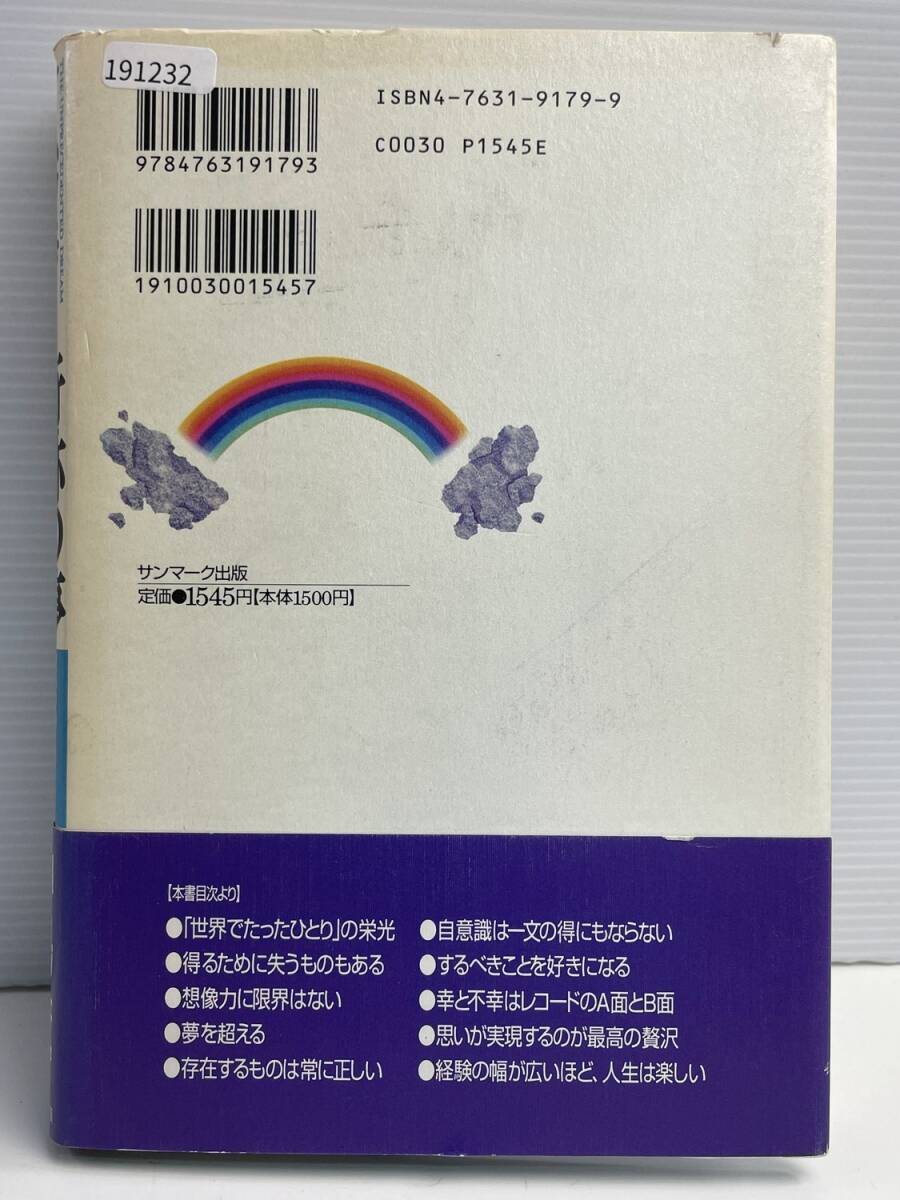 191232
ISBN4-7631-9179-9
C0030 P1545E
9784763191793
1910030015457
サンマーク出版
定価●1545円【本体1500円】
【本書目次より】
●「世界でたったひとり」の栄光
●得るために失うものもある
●想像力に限界はない
●夢を超える
●存在するものは常に正しい
●自意識は一文の得にもならない
●するべきことを好きになる
●幸と不幸はレコードのA面とB面
●思いが実現するのが最高の贅沢
●経験の幅が広いほど、人生は楽しい